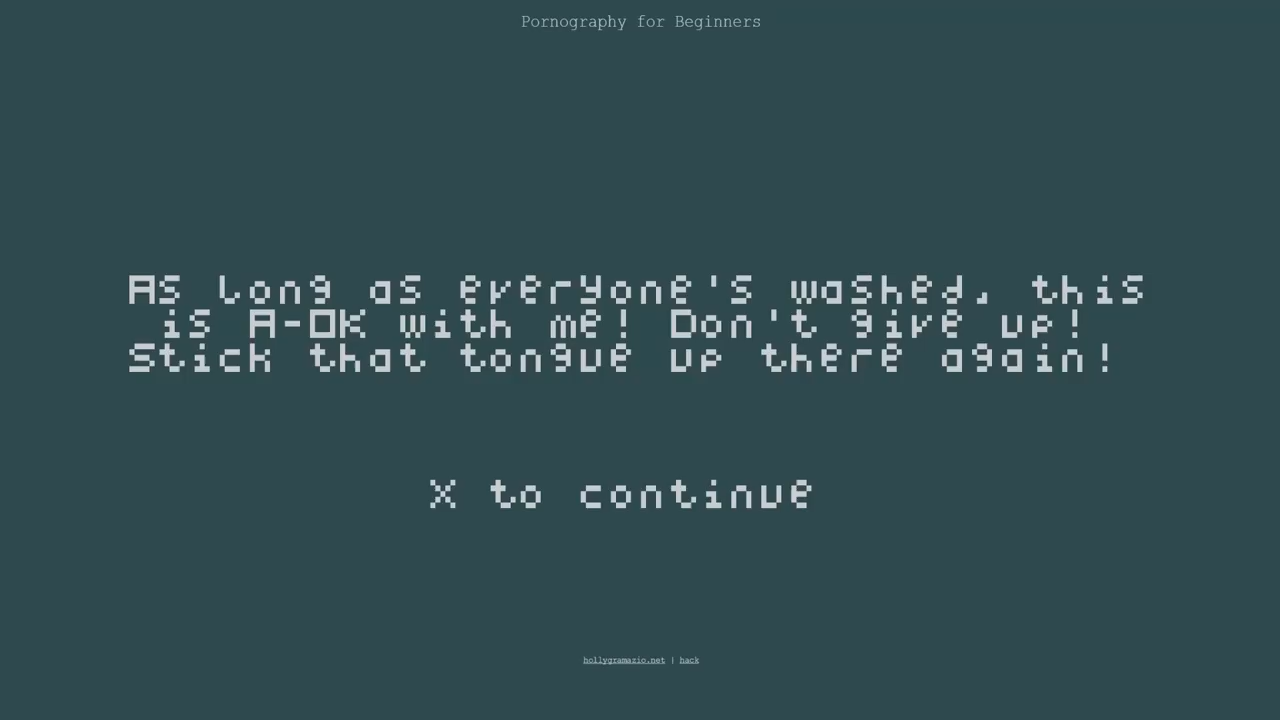 Pornography for Beginners
As long as everyone's washed, this
is A-OK with me! Don't give up!
Stick that tongue up there again!
X to continue
hollygramazio.net | hack